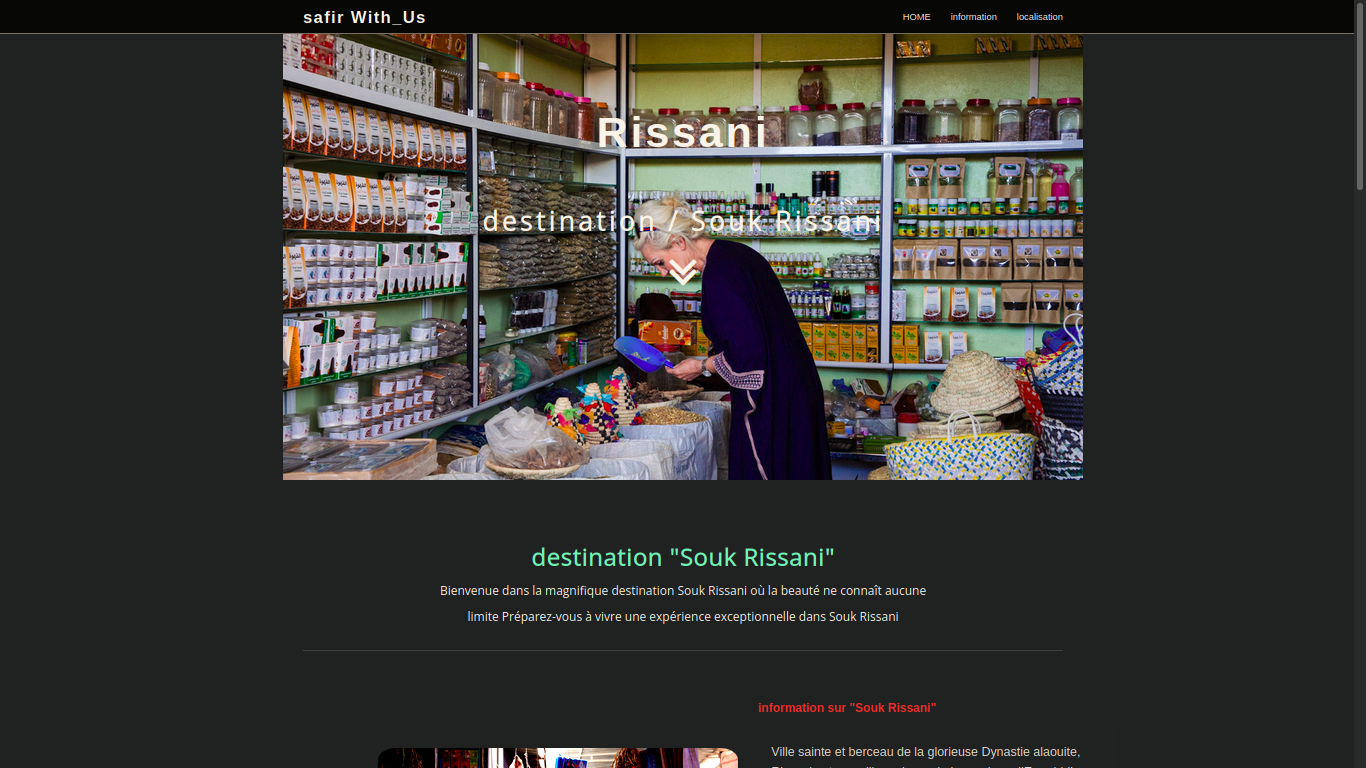 safir With_Us
HOME information localisation
Rissani
destination / Souk Rissani
destination "Souk Rissani"
Bienvenue dans la magnifique destination Souk Rissani où la beauté ne connaît aucune
limite Préparez-vous à vivre une expérience exceptionnelle dans Souk Rissani
information sur "Souk Rissani"
Ville sainte et berceau de la glorieuse Dynastie alaouite,